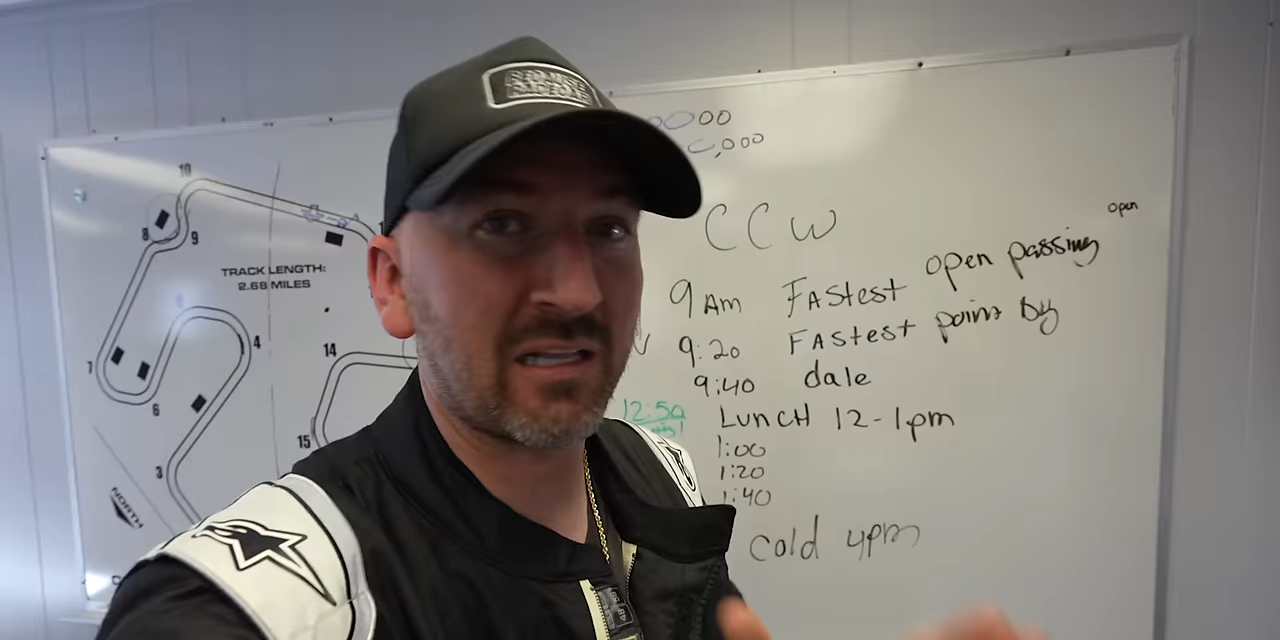 10
8
9
TRACK LENGTH:
2.68 MILES
4
7
6
3
14
15
NORTH
0000
,000
CCW
open
9 Am FAstest open passing
9:20 FAstest point By
9:40 dale
12:50
LUNCH 12-1pm
1:00
1:20
1:40
cold 4pm